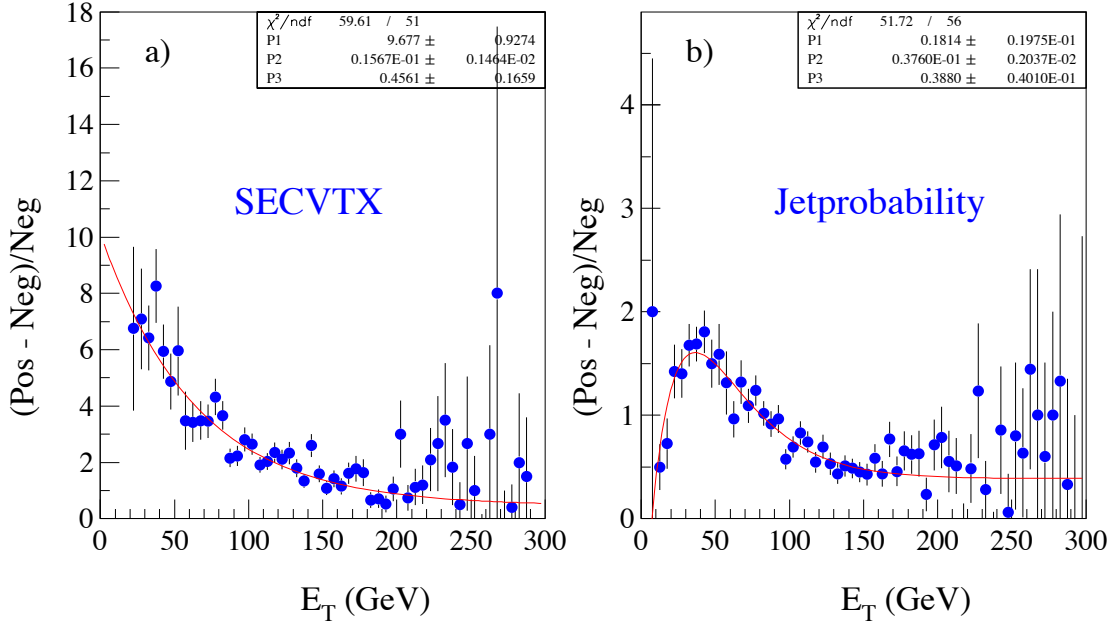 χ²/ndf 59.61 / 51
P1 9.677 ± 0.9274
P2 0.1567E-01 ± 0.1464E-02
P3 0.4561 ± 0.1659
a)
SECVTX
(Pos - Neg)/Neg
18
16
14
12
10
8
6
4
2
0
0 50 100 150 200 250 300
E_T (GeV)
χ²/ndf 51.72 / 56
P1 0.1814 ± 0.1975E-01
P2 0.3760E-01 ± 0.2037E-02
P3 0.3880 ± 0.4010E-01
b)
Jetprobability
(Pos - Neg)/Neg
4
3
2
1
0
0 50 100 150 200 250 300
E_T (GeV)